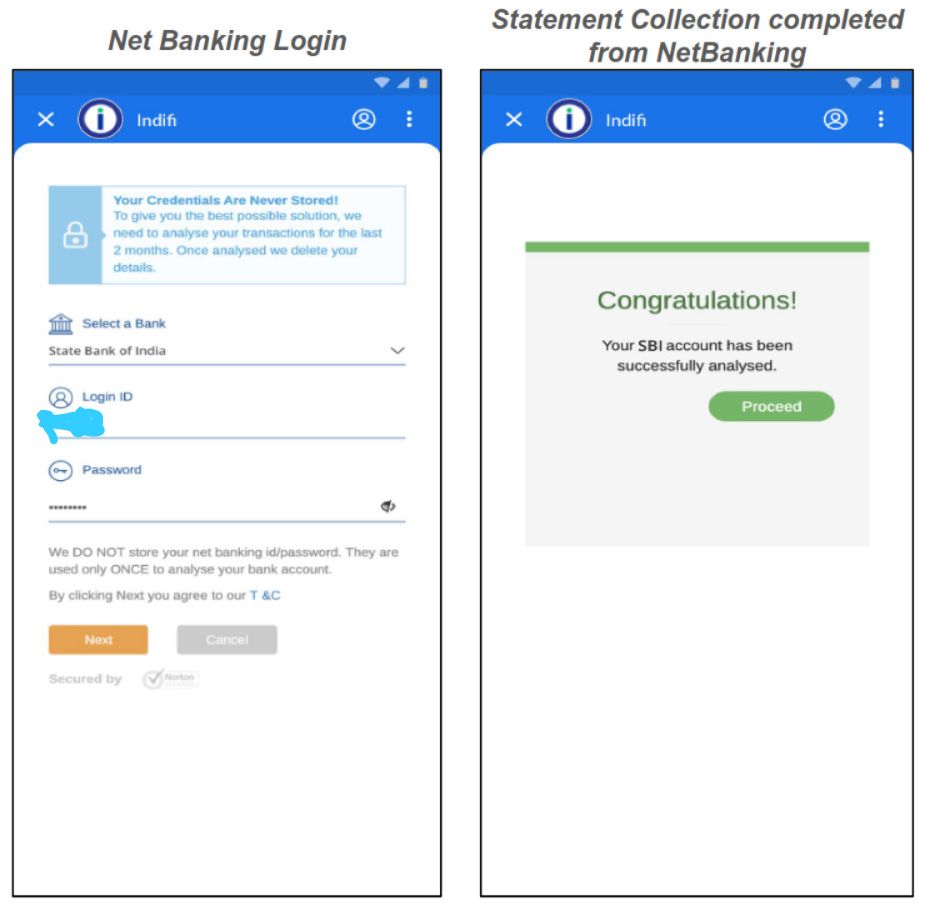 Net Banking Login
Indifi
Your Credentials Are Never Stored!
To give you the best possible solution, we
need to analyse your transactions for the last
2 months. Once analysed we delete your
details.
Select a Bank
State Bank of India
Login ID
Password
••••••••
We DO NOT store your net banking id/password. They are
used only ONCE to analyse your bank account.
By clicking Next you agree to our T &C
Next
Cancel
Secured by
Norton
Statement Collection completed
from NetBanking
Indifi
Congratulations!
Your SBI account has been
successfully analysed.
Proceed